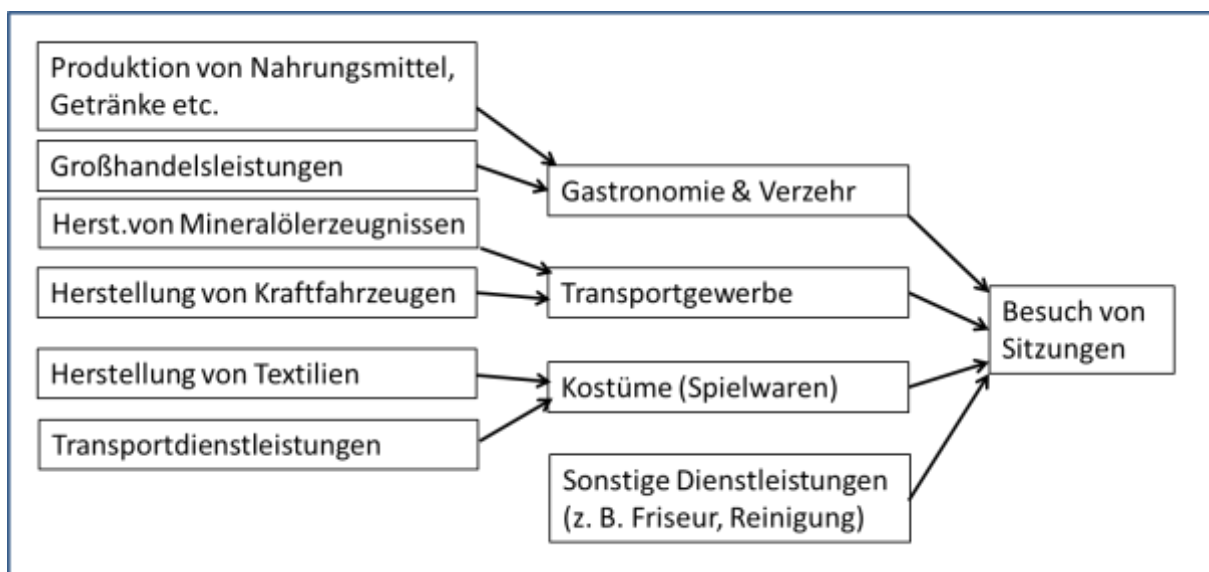 Produktion von Nahrungsmittel,
Getränke etc.
Großhandelsleistungen
Herst.von Mineralölerzeugnissen
Herstellung von Kraftfahrzeugen
Herstellung von Textilien
Transportdienstleistungen
Gastronomie & Verzehr
Transportgewerbe
Kostüme (Spielwaren)
Sonstige Dienstleistungen
(z. B. Friseur, Reinigung)
Besuch von
Sitzungen